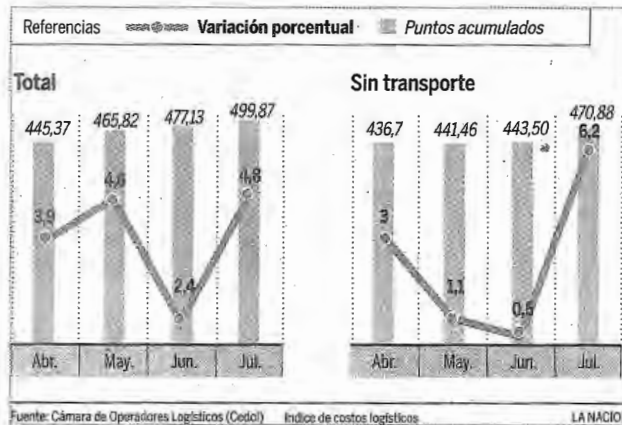 Referencias Variación porcentual Puntos acumulados
Total
445,37 465,82 477,13 499,87
3,9 4,6 2,4 4,8
Abr. May. Jun. Jul.
Sin transporte
436,7 441,46 443,50 470,88
3 1,1 0,5 6,2
Abr. May. Jun. Jul.
Fuente: Cámara de Operadores Logísticos (Cedol) Indice de costos logísticos LA NACIO